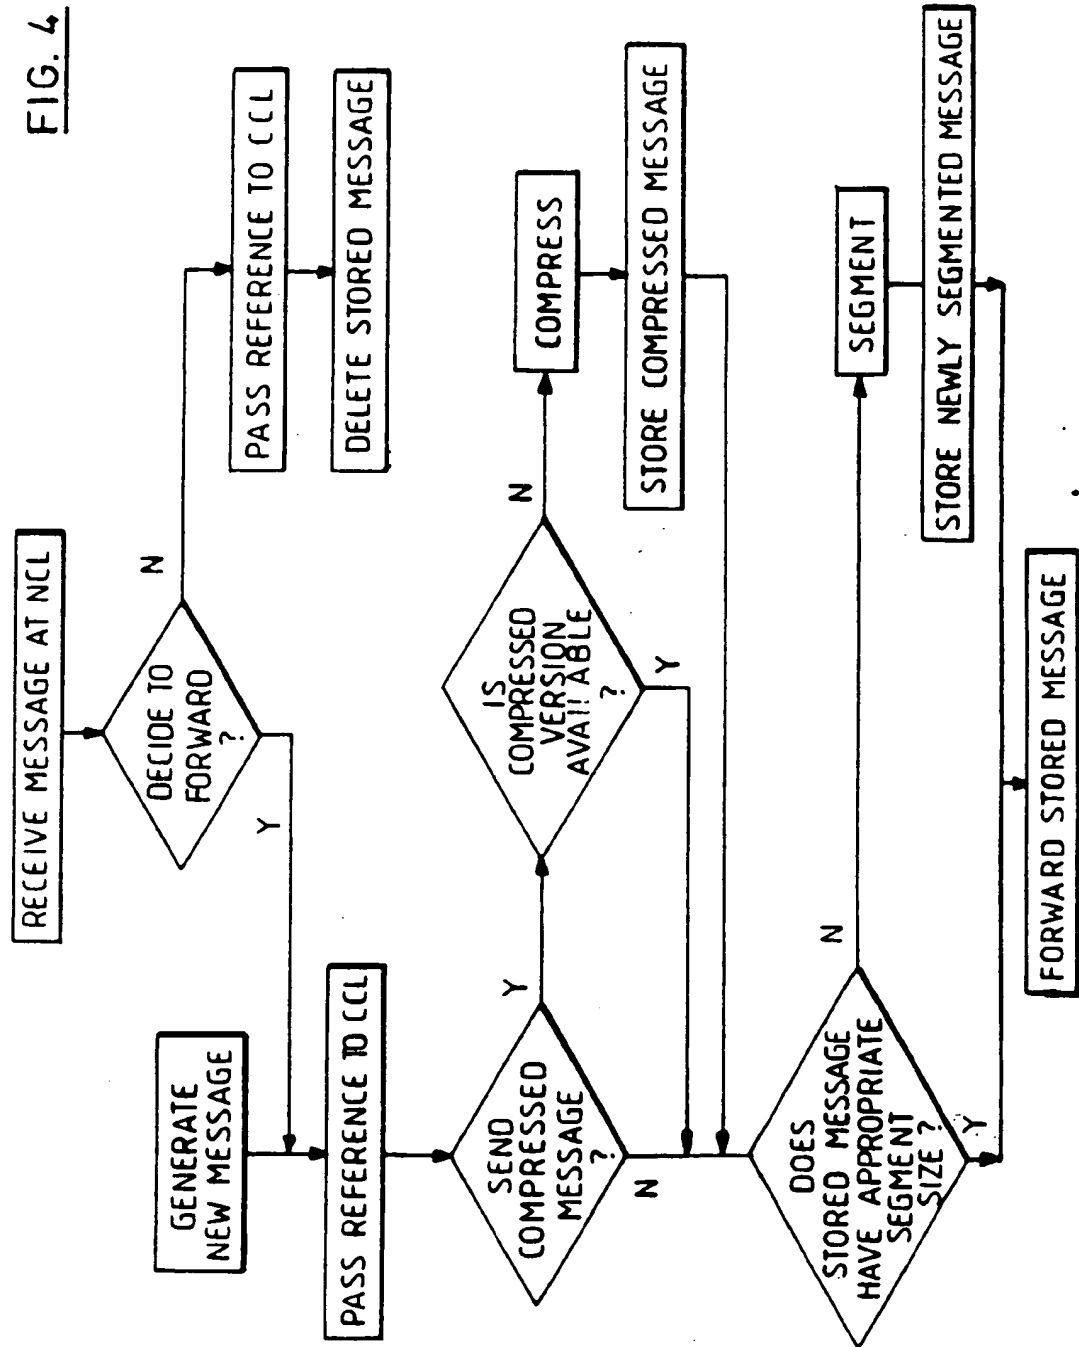 FIG. 4
RECEIVE MESSAGE AT NCL
DECIDE TO
FORWARD
?
N
Y
PASS REFERENCE TO CCL
DELETE STORED MESSAGE
GENERATE
NEW MESSAGE
PASS REFERENCE TO CCL
SEND
COMPRESSED
MESSAGE
?
Y
N
IS
COMPRESSED
VERSION
AVAILABLE
?
N
Y
COMPRESS
STORE COMPRESSED MESSAGE
DOES
STORED MESSAGE
HAVE APPROPRIATE
SEGMENT
SIZE ?
N
Y
SEGMENT
STORE NEWLY SEGMENTED MESSAGE
FORWARD STORED MESSAGE